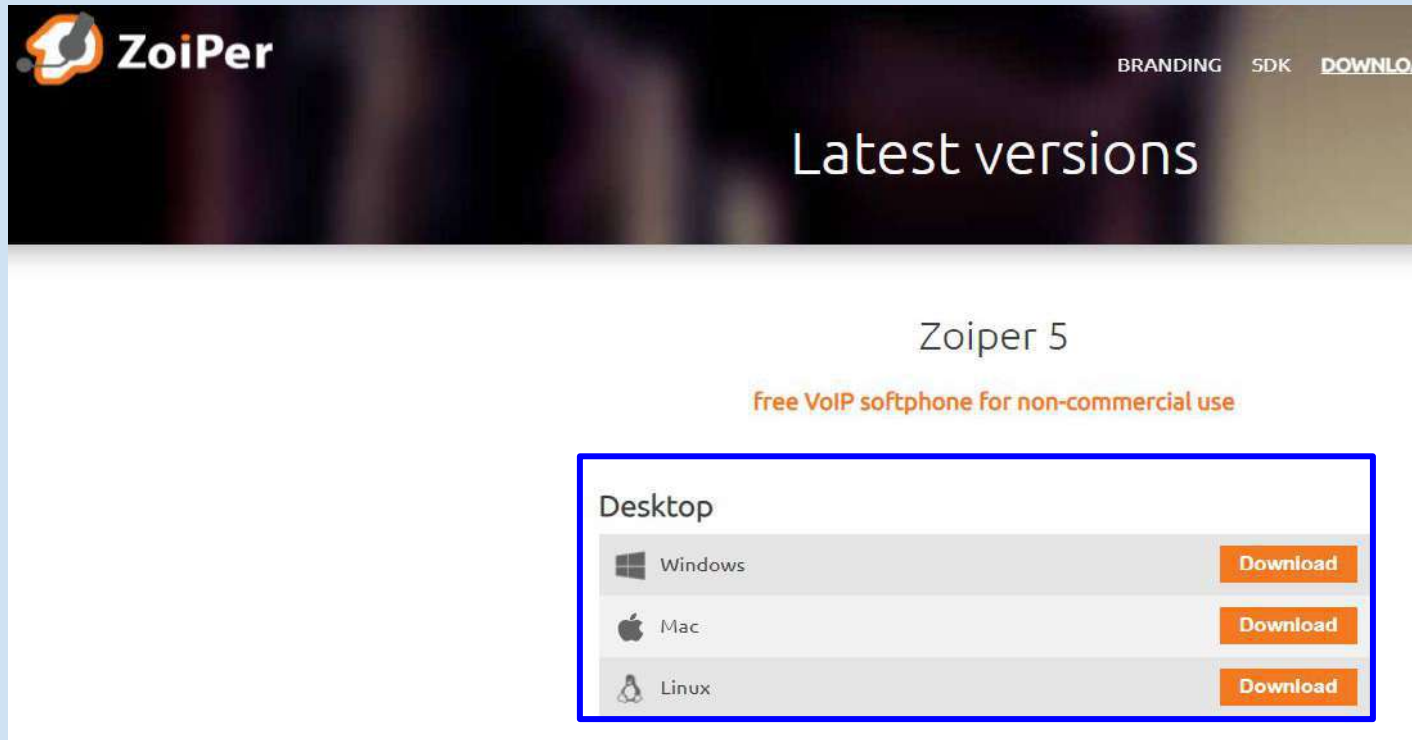 ZoiPer
BRANDING SDK DOWNLOA
Latest versions
Zoiper 5
free VoIP softphone for non-commercial use
Desktop
Windows Download
Mac Download
Linux Download